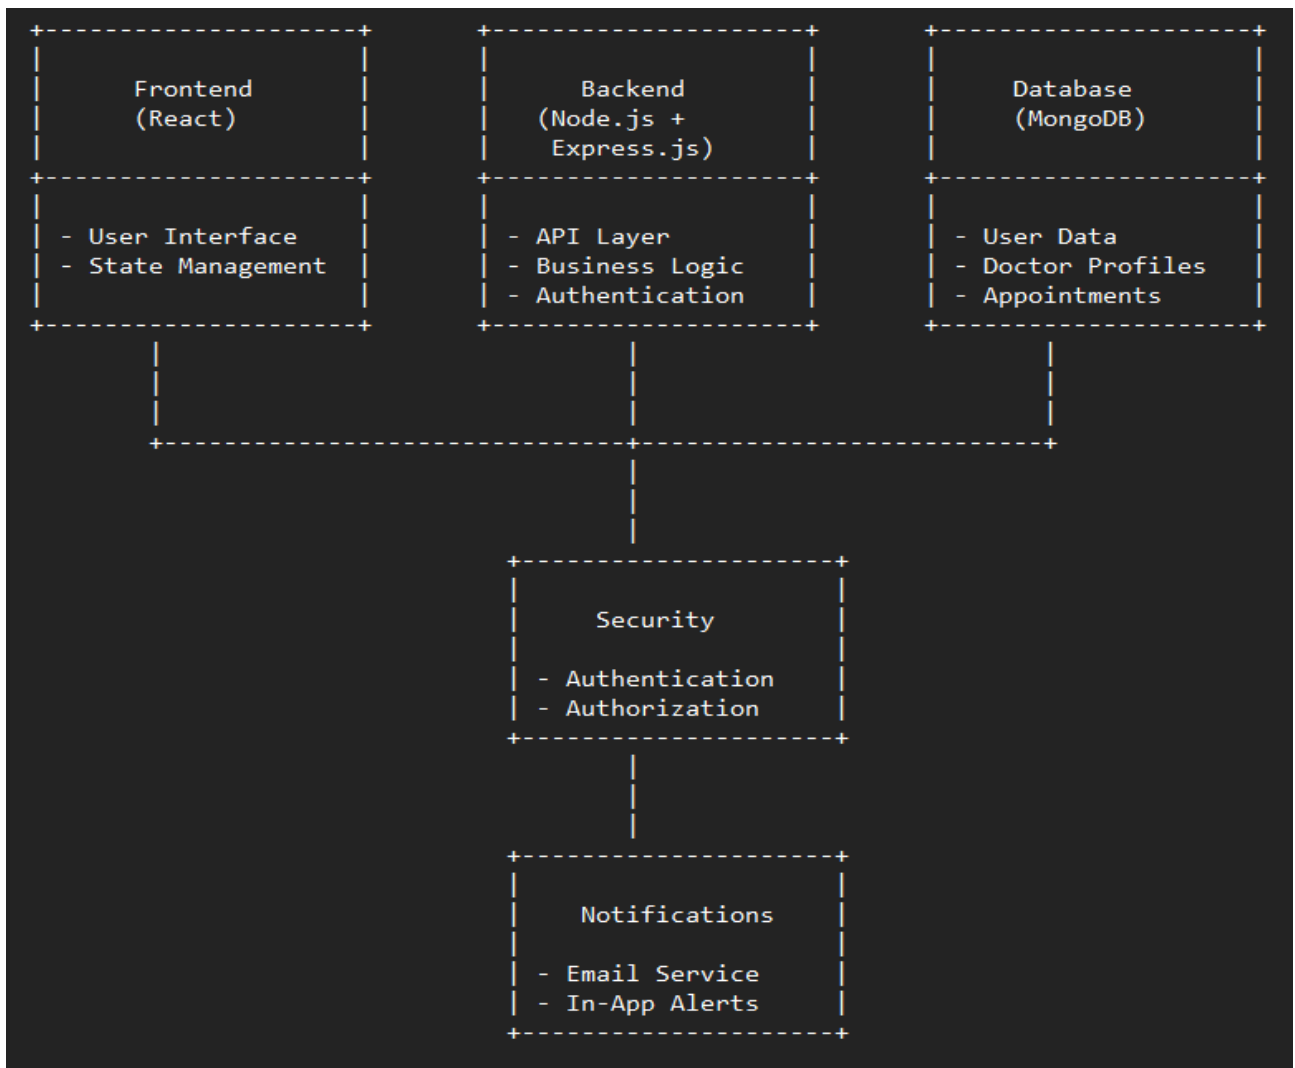 Frontend
(React)
- User Interface
- State Management
Backend
(Node.js +
Express.js)
- API Layer
- Business Logic
- Authentication
Database
(MongoDB)
- User Data
- Doctor Profiles
- Appointments
Security
- Authentication
- Authorization
Notifications
- Email Service
- In-App Alerts